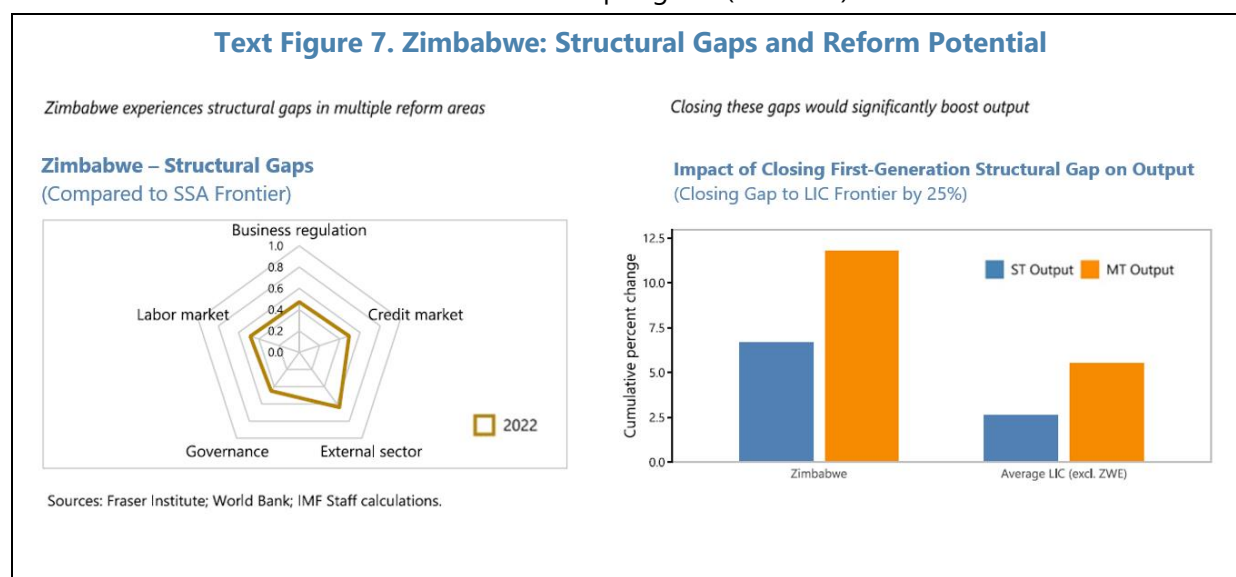 Text Figure 7. Zimbabwe: Structural Gaps and Reform Potential
Zimbabwe experiences structural gaps in multiple reform areas
Zimbabwe – Structural Gaps
(Compared to SSA Frontier)
Business regulation
1.0
0.8
0.6
Labor market
0.4
Credit market
0.2
0.0
2022
Governance
External sector
Sources: Fraser Institute; World Bank; IMF Staff calculations.
Closing these gaps would significantly boost output
Impact of Closing First-Generation Structural Gap on Output
(Closing Gap to LIC Frontier by 25%)
Cumulative percent change
12.5
10.0
7.5
5.0
2.5
0.0
ST Output
MT Output
Zimbabwe
Average LIC (excl. ZWE)